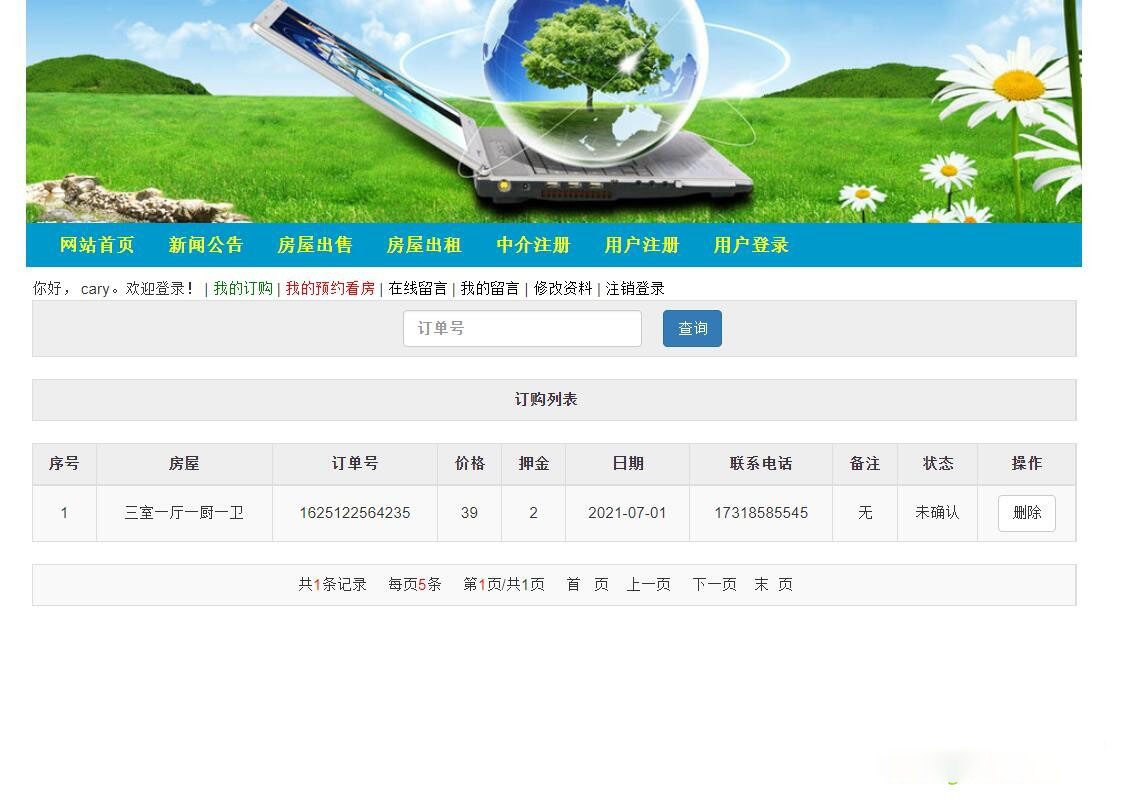 网站首页 新闻公告 房屋出售 房屋出租 中介注册 用户注册 用户登录
你好， cary。欢迎登录！ | 我的订购 | 我的预约看房 | 在线留言 | 我的留言 | 修改资料 | 注销登录
订单号 查询
订购列表
序号 房屋 订单号 价格 押金 日期 联系电话 备注 状态 操作
1 三室一厅一厨一卫 1625122564235 39 2 2021-07-01 17318585545 无 未确认 删除
共1条记录 每页5条 第1页/共1页 首 页 上一页 下一页 末 页